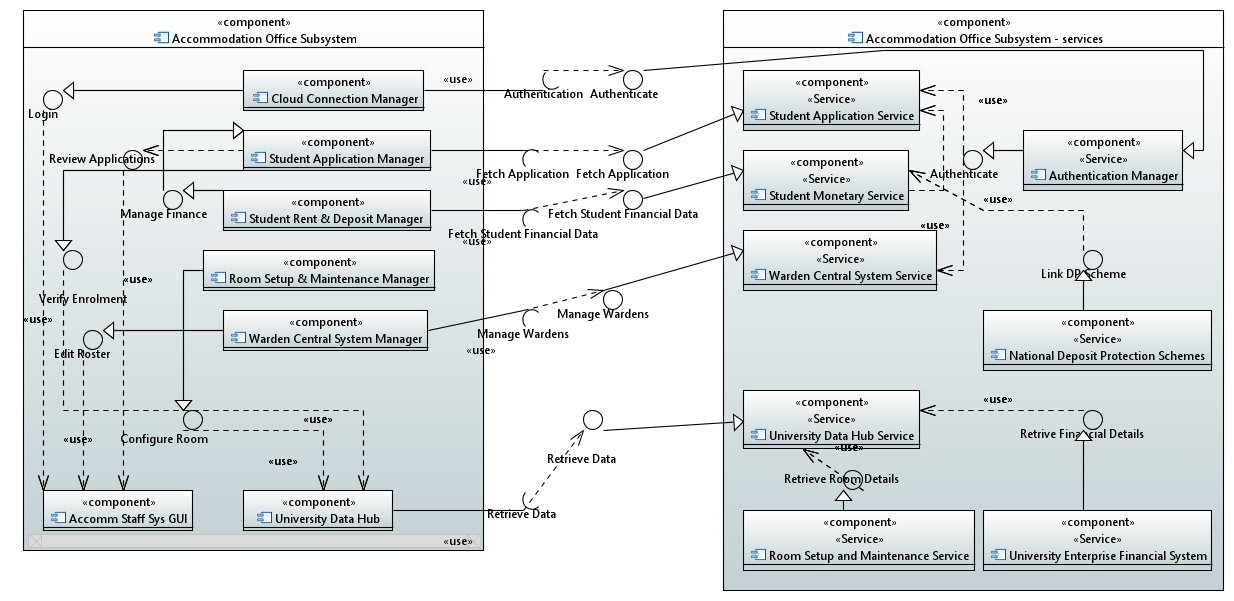 «component»
Accommodation Office Subsystem
«component»
Accommodation Office Subsystem - services
«component»
Cloud Connection Manager
«use»
Authentication
Authenticate
«component»
«Service»
Student Application Service
«use»
Login
«component»
Student Application Manager
Review Applications
Fetch Application
Fetch Application
«use»
«component»
«Service»
Authentication Manager
Authenticate
«component»
«Service»
Student Monetary Service
«use»
Manage Finance
«component»
Student Rent & Deposit Manager
Fetch Student Financial Data
Fetch Student Financial Data
«use»
«use»
«component»
«Service»
Warden Central System Service
«component»
Room Setup & Maintenance Manager
«use»
Link DP Scheme
Verify Enrolment
«use»
Edit Roster
«component»
Warden Central System Manager
Manage Wardens
Manage Wardens
«use»
«component»
«Service»
National Deposit Protection Schemes
«component»
«Service»
University Data Hub Service
«use»
Retrive Financial Details
«use»
Configure Room
«use»
«use»
«use»
Retrieve Data
Retrieve Room Details
«component»
Accomm Staff Sys GUI
«component»
University Data Hub
Retrieve Data
«use»
«component»
«Service»
Room Setup and Maintenance Service
«component»
«Service»
University Enterprise Financial System